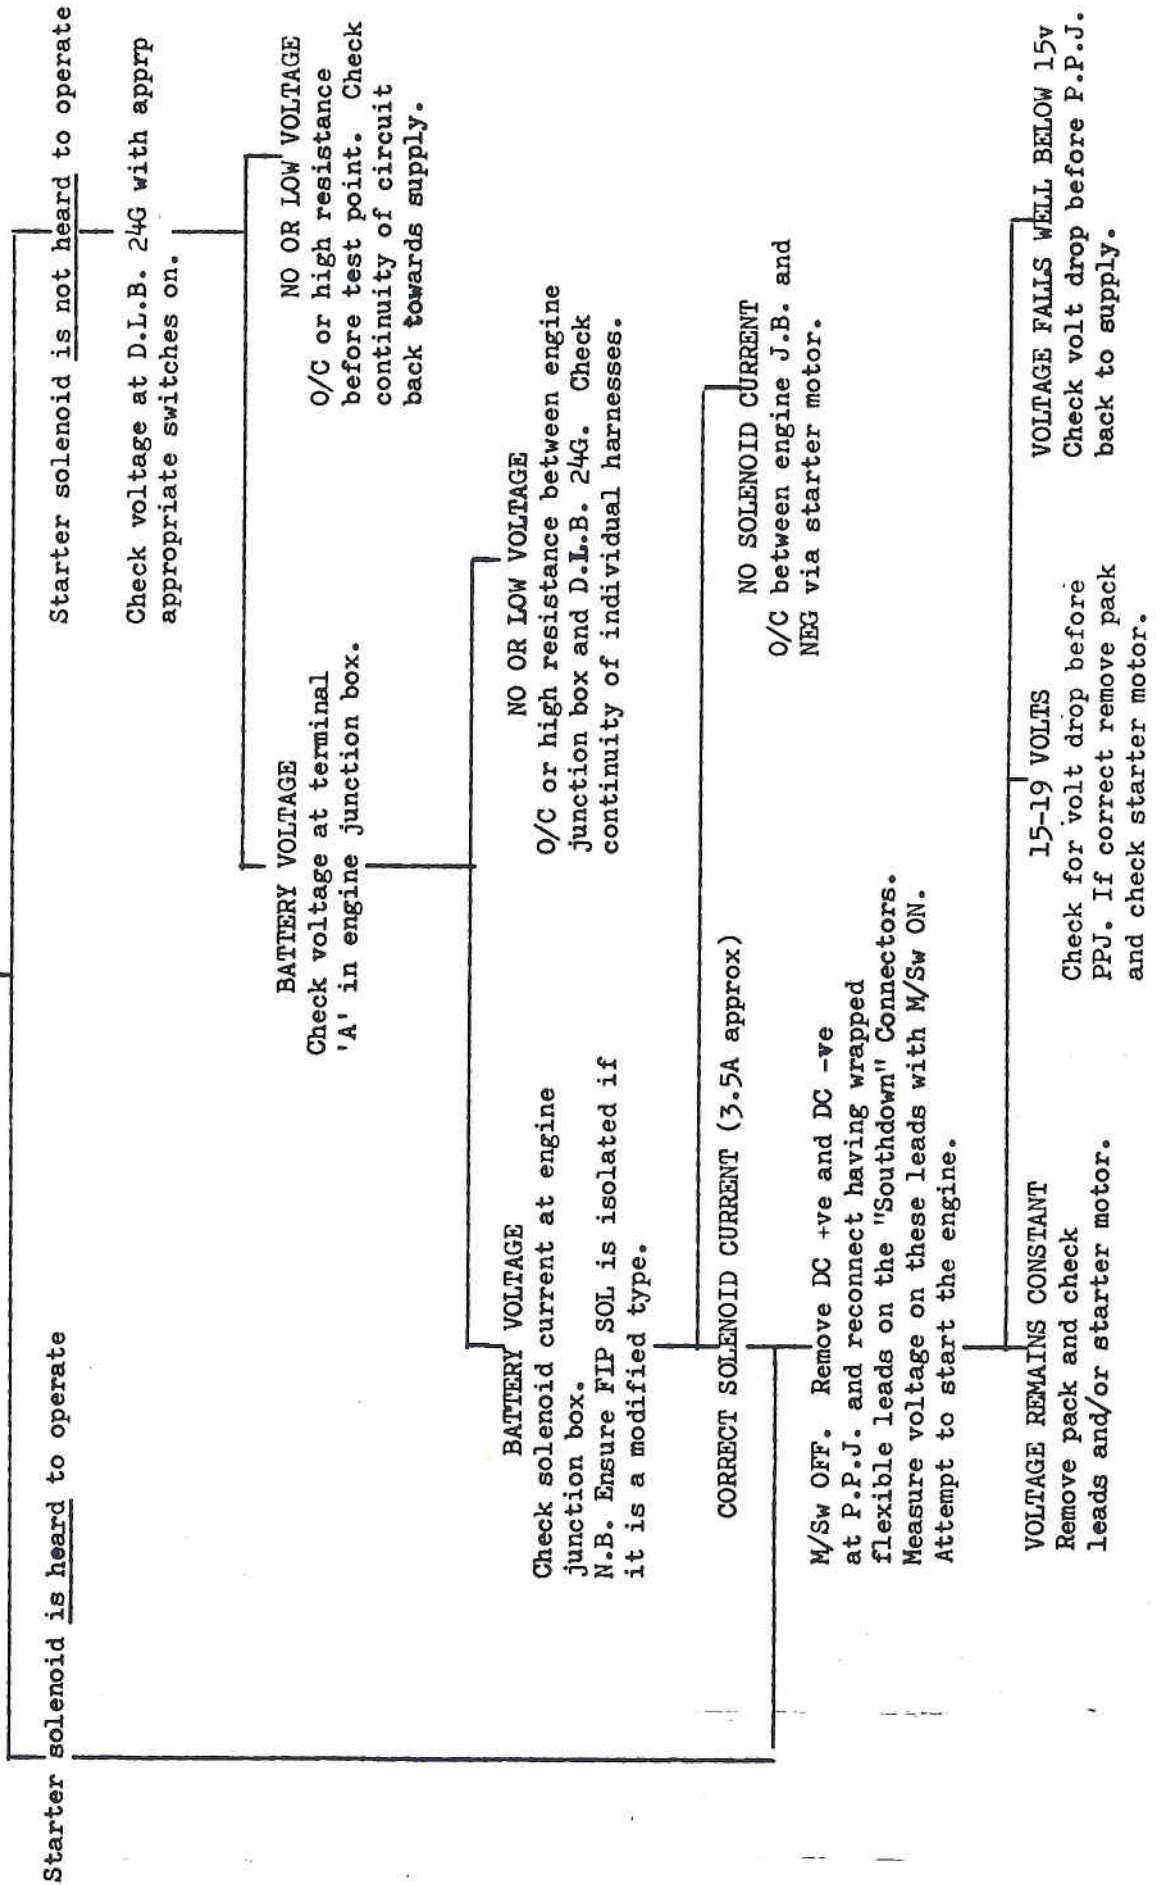 Starter solenoid is heard to operate
Starter solenoid is not heard to operate
Check voltage at D.L.B. 24G with apprp
appropriate switches on.
BATTERY VOLTAGE
Check voltage at terminal
'A' in engine junction box.
NO OR LOW VOLTAGE
O/C or high resistance
before test point. Check
continuity of circuit
back towards supply.
BATTERY VOLTAGE
Check solenoid current at engine
junction box.
N.B. Ensure FIP SOL is isolated if
it is a modified type.
NO OR LOW VOLTAGE
O/C or high resistance between engine
junction box and D.L.B. 24G. Check
continuity of individual harnesses.
CORRECT SOLENOID CURRENT (3.5A approx)
NO SOLENOID CURRENT
O/C between engine J.B. and
NEG via starter motor.
M/Sw OFF. Remove DC +ve and DC -ve
at P.P.J. and reconnect having wrapped
flexible leads on the "Southdown" Connectors.
Measure voltage on these leads with M/Sw ON.
Attempt to start the engine.
VOLTAGE REMAINS CONSTANT
Remove pack and check
leads and/or starter motor.
15-19 VOLTS
Check for volt drop before
PPJ. If correct remove pack
and check starter motor.
VOLTAGE FALLS WELL BELOW 15v
Check volt drop before P.P.J.
back to supply.